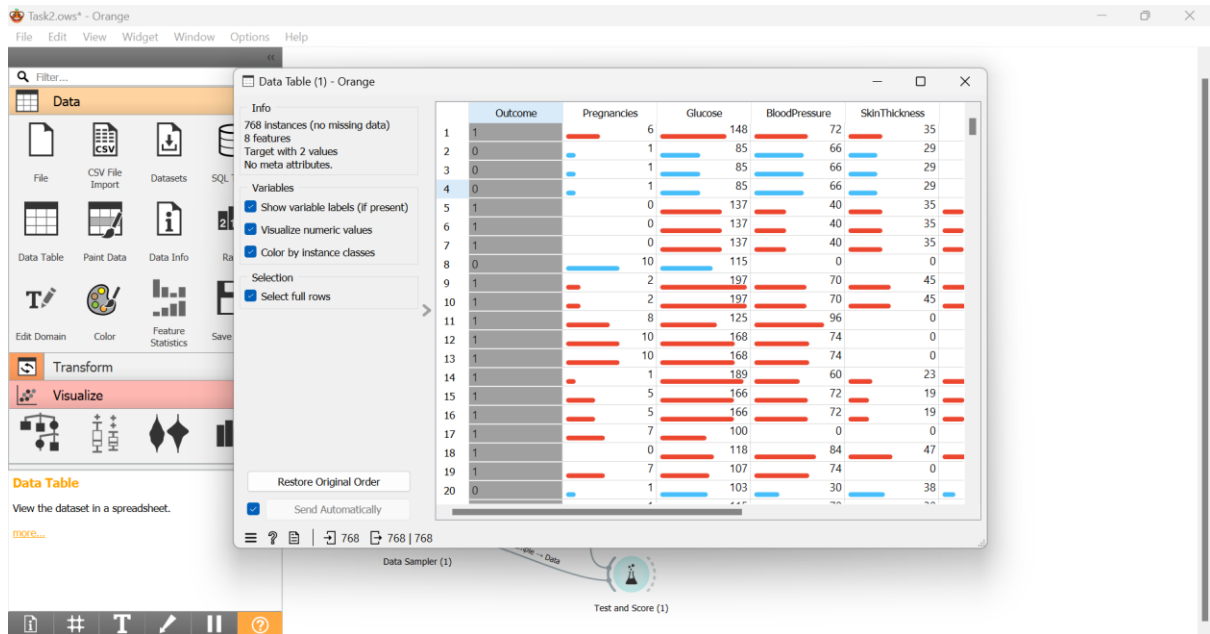 Task2.ows* - Orange
File Edit View Widget Window Options Help
Filter...
Data
File
CSV File Import
Datasets
SQL T
Data Table
Paint Data
Data Info
Ra
Edit Domain
Color
Feature Statistics
Save
Transform
Visualize
Data Table
View the dataset in a spreadsheet.
more...
Data Table (1) - Orange
Info
768 instances (no missing data)
8 features
Target with 2 values
No meta attributes.
Variables
Show variable labels (if present)
Visualize numeric values
Color by instance classes
Selection
Select full rows
Restore Original Order
Send Automatically
768 768 | 768
Outcome Pregnancies Glucose BloodPressure SkinThickness
1 1 6 148 72 35
2 0 1 85 66 29
3 0 1 85 66 29
4 0 1 85 66 29
5 1 0 137 40 35
6 1 0 137 40 35
7 1 0 137 40 35
8 0 10 115 0 0
9 1 2 197 70 45
10 1 2 197 70 45
11 1 8 125 96 0
12 1 10 168 74 0
13 1 10 168 74 0
14 1 1 189 60 23
15 1 5 166 72 19
16 1 5 166 72 19
17 1 7 100 0 0
18 1 0 118 84 47
19 1 7 107 74 0
20 0 1 103 30 38
Data Sampler (1)
→ Data
Test and Score (1)